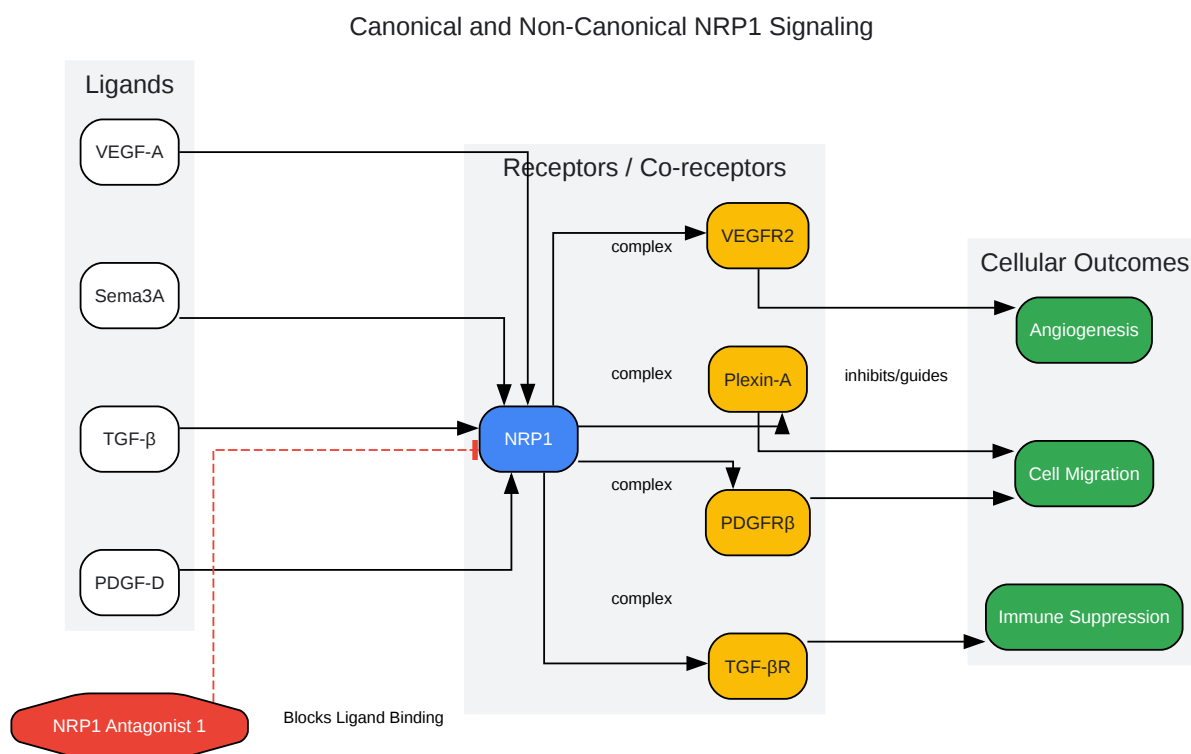 Canonical and Non-Canonical NRP1 Signaling
Ligands
VEGF-A
Sema3A
TGF-β
PDGF-D
NRP1 Antagonist 1
Blocks Ligand Binding
Receptors / Co-receptors
NRP1
complex
complex
complex
complex
VEGFR2
Plexin-A
PDGFRβ
TGF-βR
inhibits/guides
Cellular Outcomes
Angiogenesis
Cell Migration
Immune Suppression